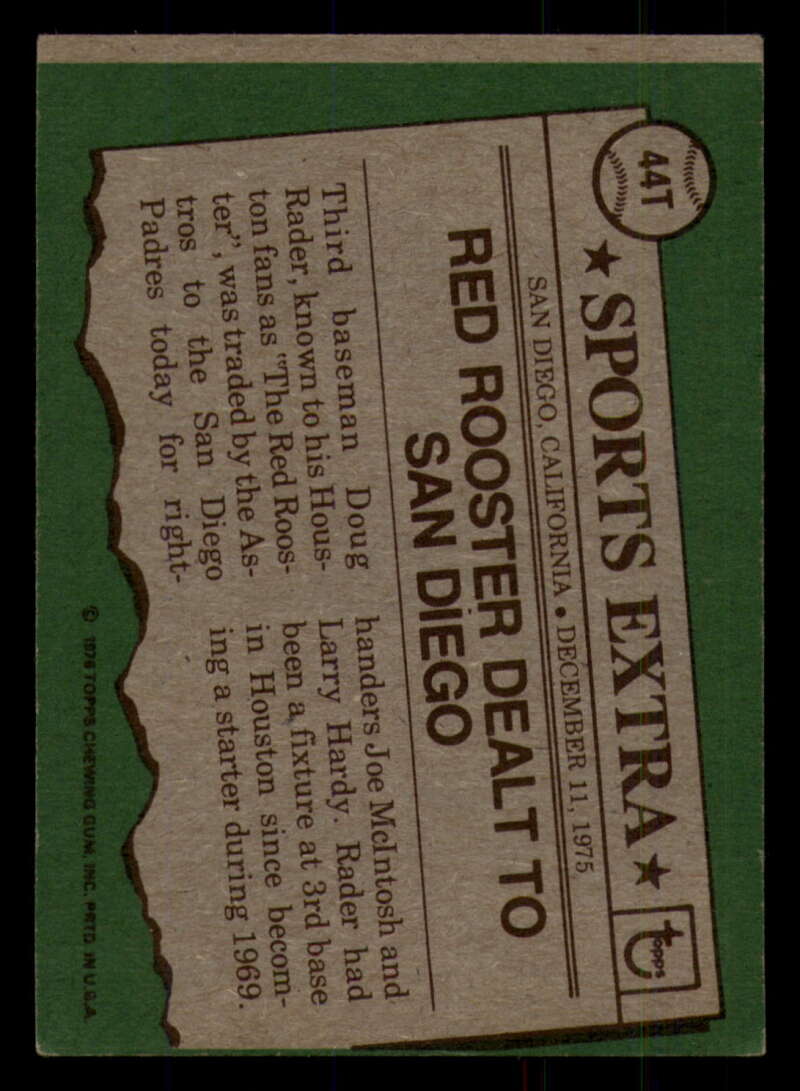 44T
★ SPORTS EXTRA ★
topps
SAN DIEGO, CALIFORNIA • DECEMBER 11, 1975
RED ROOSTER DEALT TO
SAN DIEGO
Third baseman Doug
Rader, known to his Hous-
ton fans as "The Red Roos-
ter", was traded by the As-
tros to the San Diego
Padres today for right-
handers Joe McIntosh and
Larry Hardy. Rader had
been a fixture at 3rd base
in Houston since becom-
ing a starter during 1969.
© 1976 TOPPS CHEWING GUM, INC. PRTD. IN U.S.A.